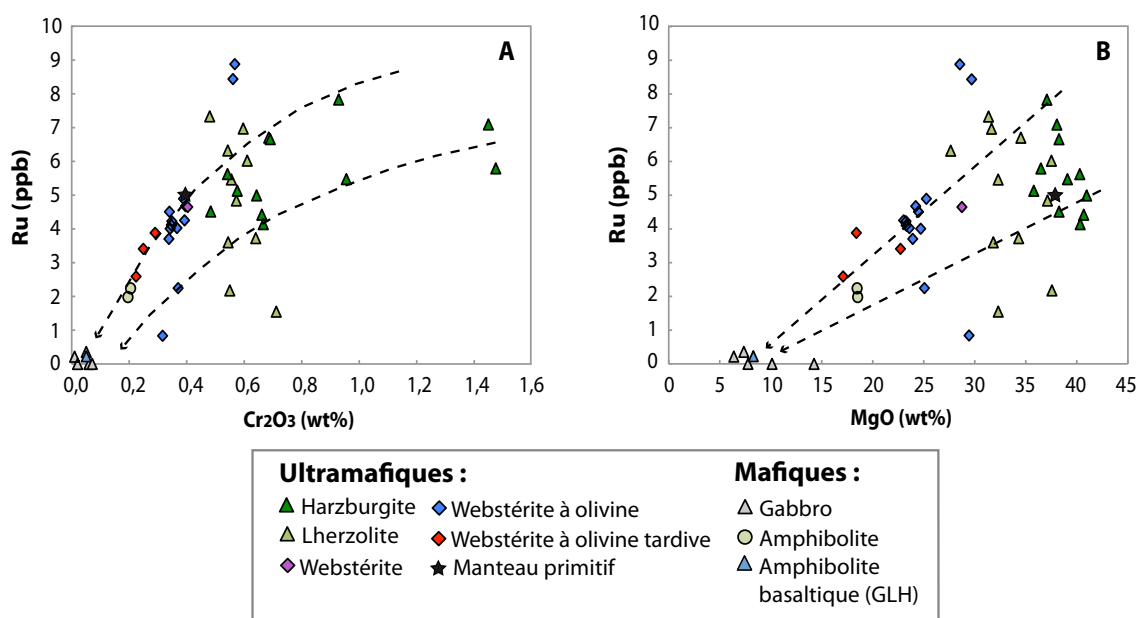 A
Ru (ppb)
10
9
8
7
6
5
4
3
2
1
0
0,0 0,2 0,4 0,6 0,8 1,0 1,2 1,4 1,6
Cr2O3 (wt%)
B
Ru (ppb)
10
9
8
7
6
5
4
3
2
1
0
0 5 10 15 20 25 30 35 40 45
MgO (wt%)
Ultramafiques :
Harzburgite
Lherzolite
Webstérite
Webstérite à olivine
Webstérite à olivine tardive
Manteau primitif
Mafiques :
Gabbro
Amphibolite
Amphibolite
basaltique (GLH)